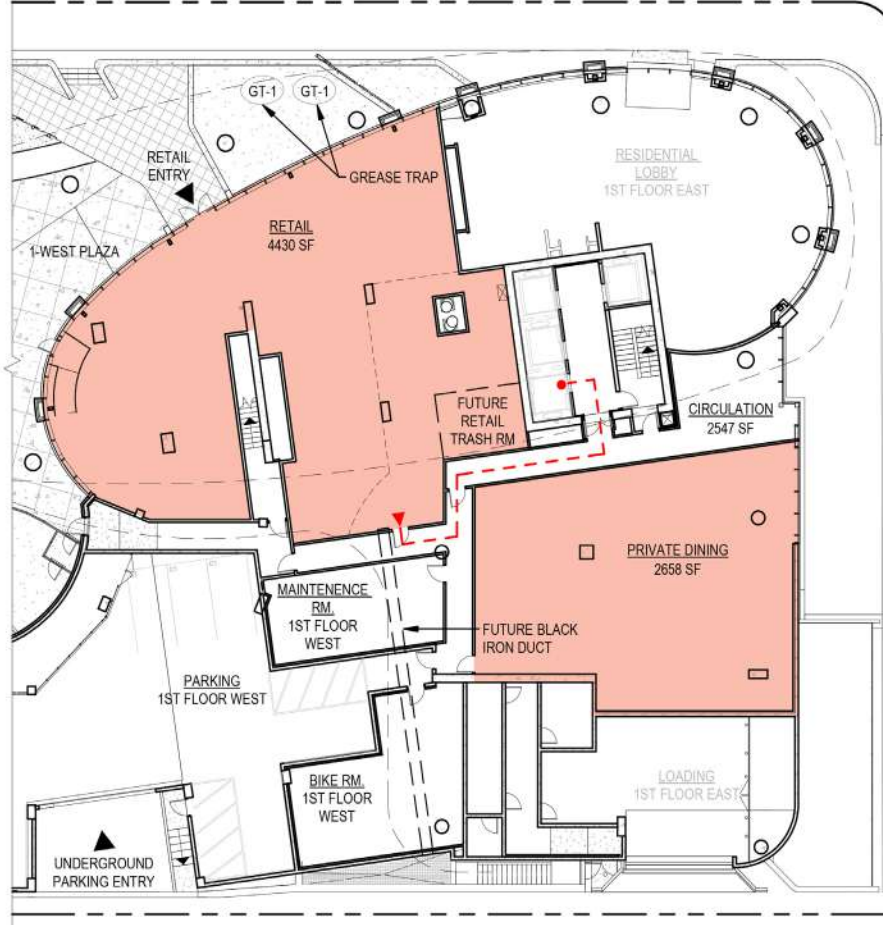 GT-1
GT-1
GREASE TRAP
RETAIL
ENTRY
RESIDENTIAL
LOBBY
1ST FLOOR EAST
RETAIL
4430 SF
1-WEST PLAZA
FUTURE
RETAIL
TRASH RM
CIRCULATION
2547 SF
PRIVATE DINING
2658 SF
MAINTENENCE
RM.
1ST FLOOR
WEST
FUTURE BLACK
IRON DUCT
PARKING
1ST FLOOR WEST
BIKE RM.
1ST FLOOR
WEST
LOADING
1ST FLOOR EAST
UNDERGROUND
PARKING ENTRY